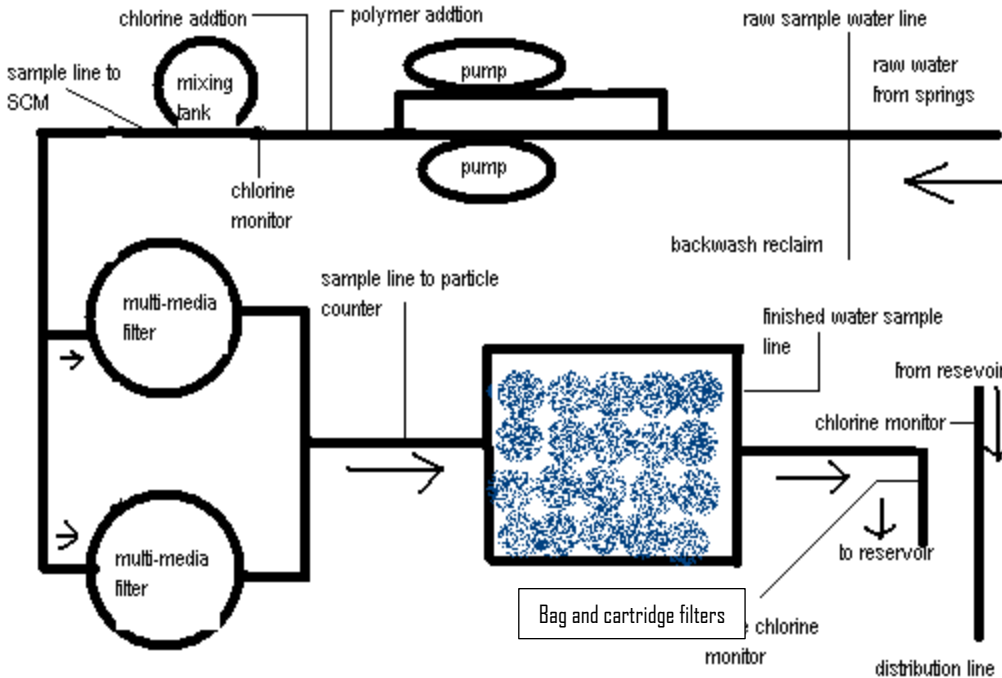 chlorine addtion
polymer addtion
raw sample water line
sample line to
SCM
mixing
tank
pump
raw water
from springs
pump
chlorine
monitor
backwash reclaim
sample line to particle
counter
multi-media
filter
finished water sample
line
from resevoir
chlorine monitor
multi-media
filter
to reservoir
Bag and cartridge filters
chlorine
monitor
distribution line